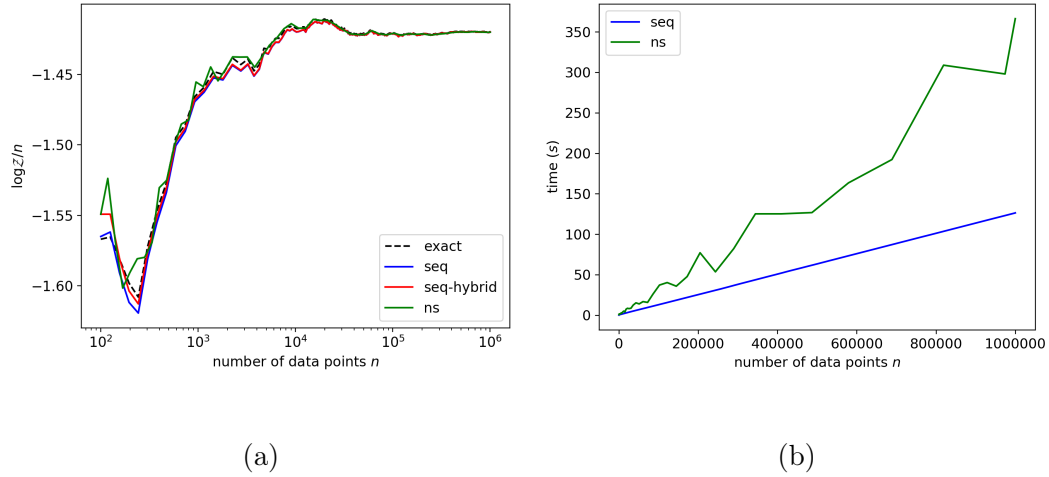 −1.45
−1.50
−1.55
−1.60
log𝒵/n
10²
10³
10⁴
10⁵
10⁶
number of data points n
exact
seq
seq-hybrid
ns
(a)
seq
ns
350
300
250
200
150
100
50
0
time (s)
0
200000
400000
600000
800000
1000000
number of data points n
(b)